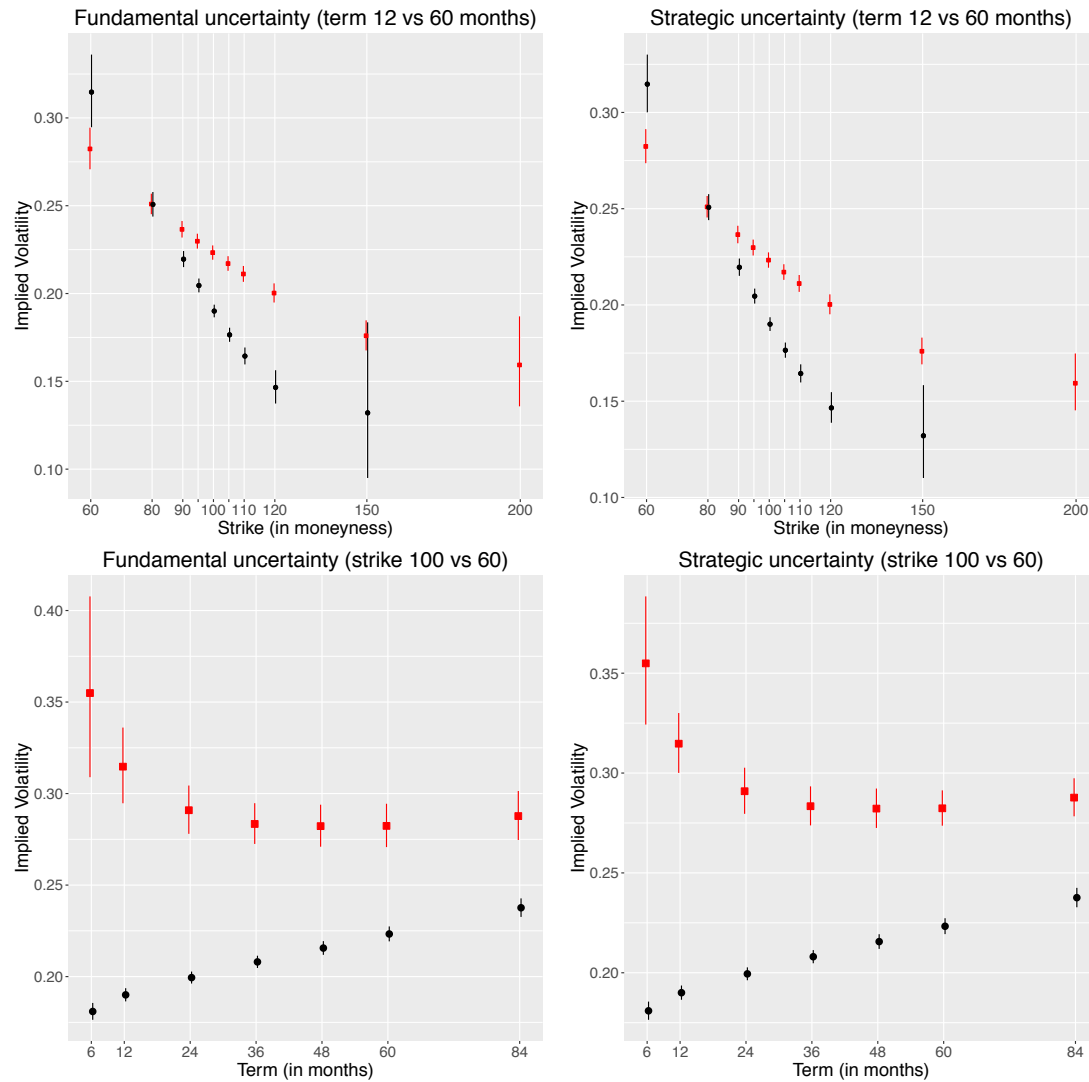 Fundamental uncertainty (term 12 vs 60 months)
Implied Volatility
0.30
0.25
0.20
0.15
0.10
60 80 90 100 110 120 150 200
Strike (in moneyness)
Strategic uncertainty (term 12 vs 60 months)
Implied Volatility
0.30
0.25
0.20
0.15
0.10
60 80 90 100 110 120 150 200
Strike (in moneyness)
Fundamental uncertainty (strike 100 vs 60)
Implied Volatility
0.40
0.35
0.30
0.25
0.20
6 12 24 36 48 60 84
Term (in months)
Strategic uncertainty (strike 100 vs 60)
Implied Volatility
0.35
0.30
0.25
0.20
6 12 24 36 48 60 84
Term (in months)